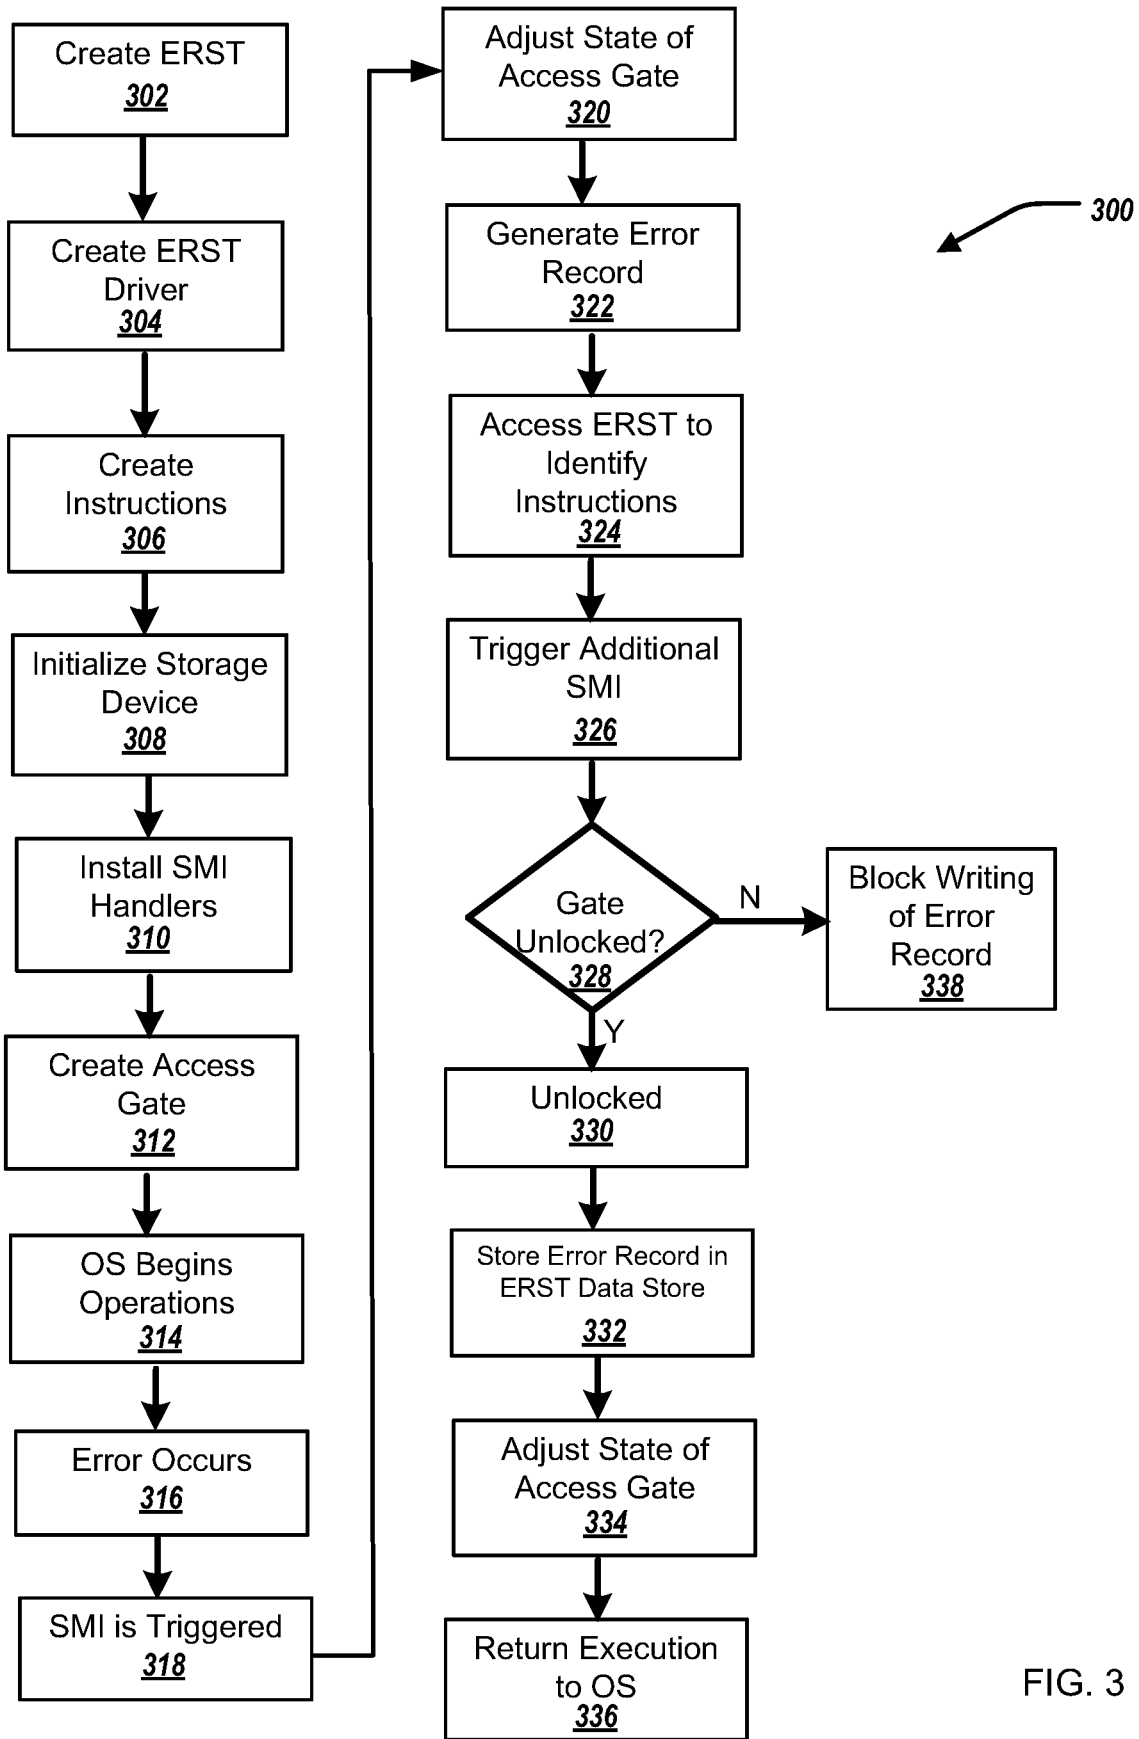 Create ERST
302
Create ERST
Driver
304
Create
Instructions
306
Initialize Storage
Device
308
Install SMI
Handlers
310
Create Access
Gate
312
OS Begins
Operations
314
Error Occurs
316
SMI is Triggered
318
Adjust State of
Access Gate
320
Generate Error
Record
322
Access ERST to
Identify
Instructions
324
Trigger Additional
SMI
326
Gate
Unlocked?
328
N
Block Writing
of Error
Record
338
Y
Unlocked
330
Store Error Record in
ERST Data Store
332
Adjust State of
Access Gate
334
Return Execution
to OS
336
300
FIG. 3